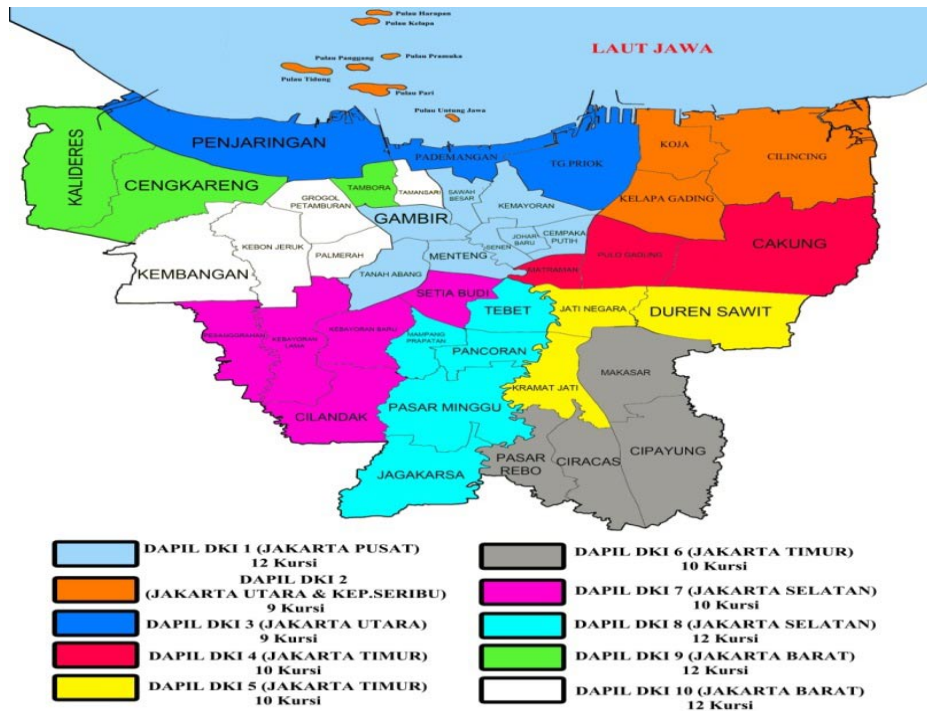 Pulau Harapan
Pulau Kelapa
LAUT JAWA
Pulau Panggang
Pulau Pramuka
Pulau Tidung
Pulau Pari
Pulau Untung Jawa
KALIDERES
PENJARINGAN
PADEMANGAN
TG.PRIOK
KOJA
CILINCING
CENGKARENG
TAMBORA
TAMANSARI
SAWAH
BESAR
KEMAYORAN
KELAPA GADING
GROGOL
PETAMBURAN
GAMBIR
JOHAR
BARU
CEMPAKA
PUTIH
CAKUNG
KEBON JERUK
PALMERAH
SENEN
MENTENG
PULO GADUNG
KEMBANGAN
TANAH ABANG
MATRAMAN
SETIA BUDI
TEBET
JATI NEGARA
DUREN SAWIT
PESANGGRAHAN
KEBAYORAN
LAMA
KEBAYORAN BARU
MAMPANG
PRAPATAN
PANCORAN
MAKASAR
KRAMAT JATI
CILANDAK
PASAR MINGGU
JAGAKARSA
PASAR
REBO
CIRACAS
CIPAYUNG
DAPIL DKI 1 (JAKARTA PUSAT)
12 Kursi
DAPIL DKI 2
(JAKARTA UTARA & KEP.SERIBU)
9 Kursi
DAPIL DKI 3 (JAKARTA UTARA)
9 Kursi
DAPIL DKI 4 (JAKARTA TIMUR)
10 Kursi
DAPIL DKI 5 (JAKARTA TIMUR)
10 Kursi
DAPIL DKI 6 (JAKARTA TIMUR)
10 Kursi
DAPIL DKI 7 (JAKARTA SELATAN)
10 Kursi
DAPIL DKI 8 (JAKARTA SELATAN)
12 Kursi
DAPIL DKI 9 (JAKARTA BARAT)
12 Kursi
DAPIL DKI 10 (JAKARTA BARAT)
12 Kursi